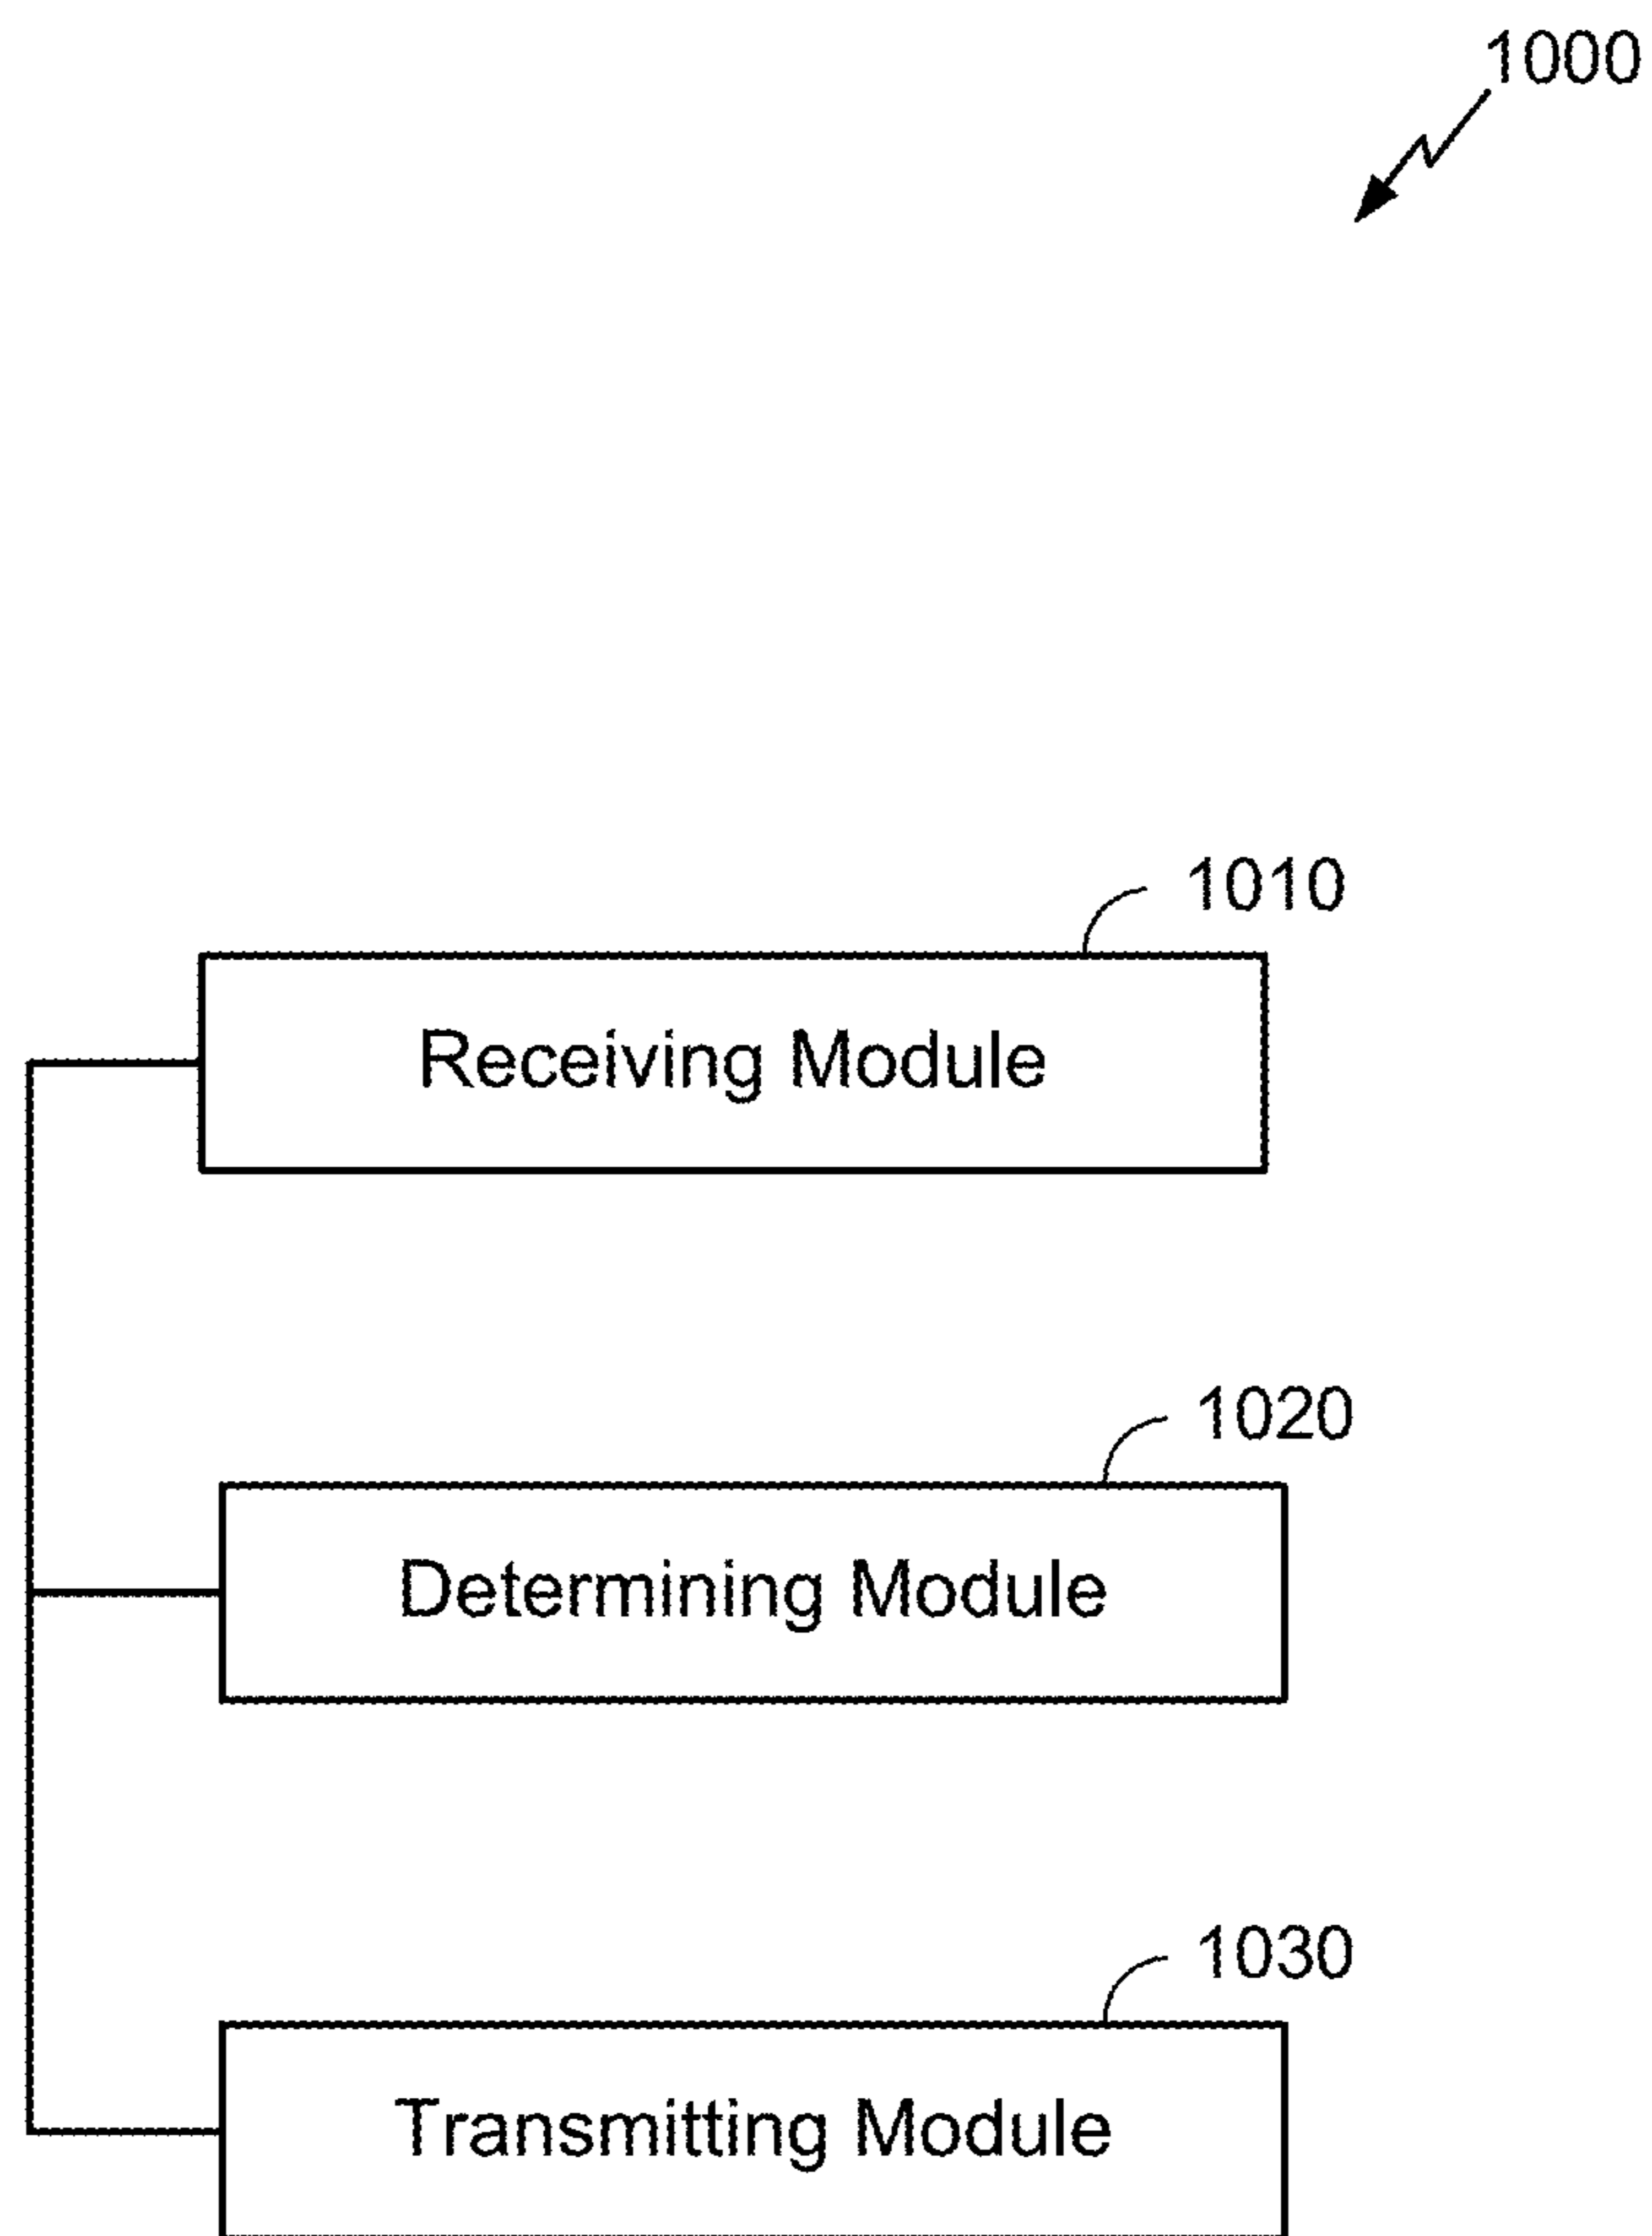 1000
1010
Receiving Module
1020
Determining Module
1030
Transmitting Module